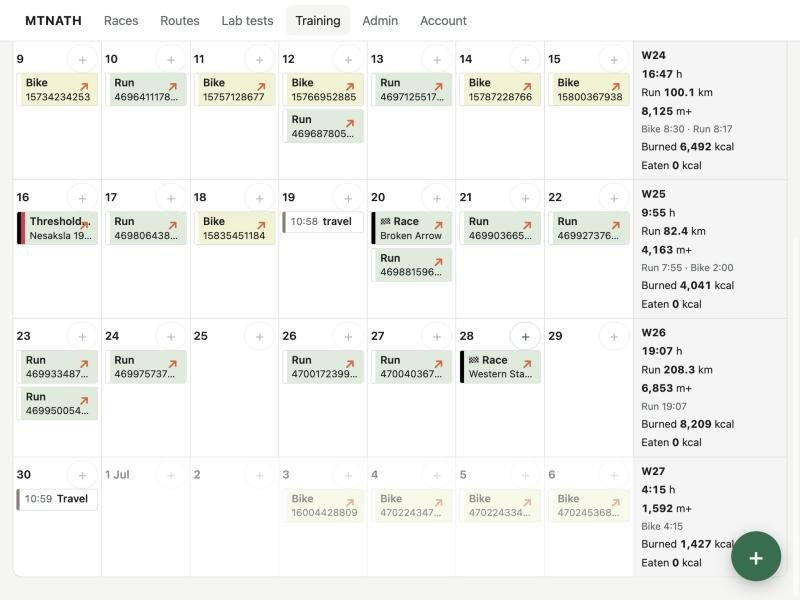 MTNATH Races Routes Lab tests Training Admin Account
9 + 10 + 11 + 12 + 13 + 14 + 15 +
Bike
15734234253
Run
4696411178...
Bike
15757128677
Bike
15766952885
Run
469687805...
Run
4697125517...
Bike
15787228766
Bike
15800367938
W24
16:47 h
Run 100.1 km
8,125 m+
Bike 8:30 · Run 8:17
Burned 6,492 kcal
Eaten 0 kcal
16 + 17 + 18 + 19 + 20 + 21 + 22 +
Threshold...
Nesaksla 19...
Run
469806438...
Bike
15835451184
10:58 travel
Race
Broken Arrow
Run
469881596...
Run
469903665...
Run
469927376...
W25
9:55 h
Run 82.4 km
4,163 m+
Run 7:55 · Bike 2:00
Burned 4,041 kcal
Eaten 0 kcal
23 + 24 + 25 + 26 + 27 + 28 + 29 +
Run
469933487...
Run
469950054...
Run
469975737...
Run
4700172399...
Run
470040367...
Race
Western Sta...
W26
19:07 h
Run 208.3 km
6,853 m+
Run 19:07
Burned 8,209 kcal
Eaten 0 kcal
30 + 1 Jul + 2 + 3 + 4 + 5 + 6 +
10:59 Travel
Bike
16004428809
Bike
470224347...
Bike
470224334...
Bike
470245368...
W27
4:15 h
1,592 m+
Bike 4:15
Burned 1,427 kcal
Eaten 0 kcal
+